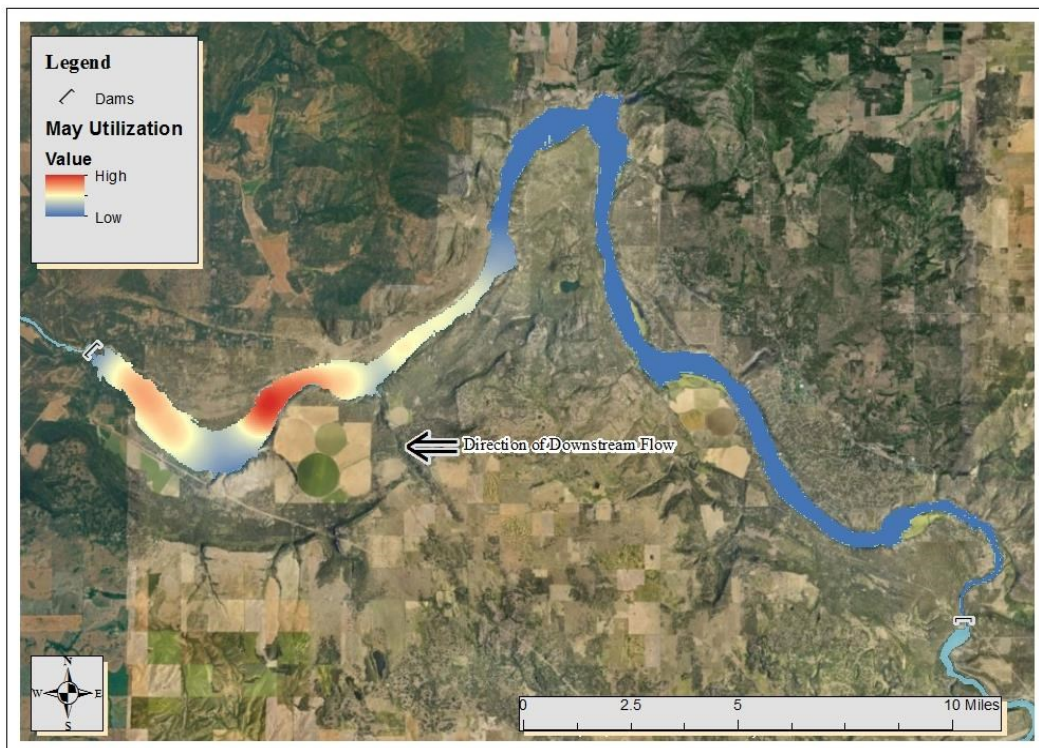 Legend
Dams
May Utilization
Value
High
Low
Direction of Downstream Flow
N
W E
S
0 2.5 5 10 Miles